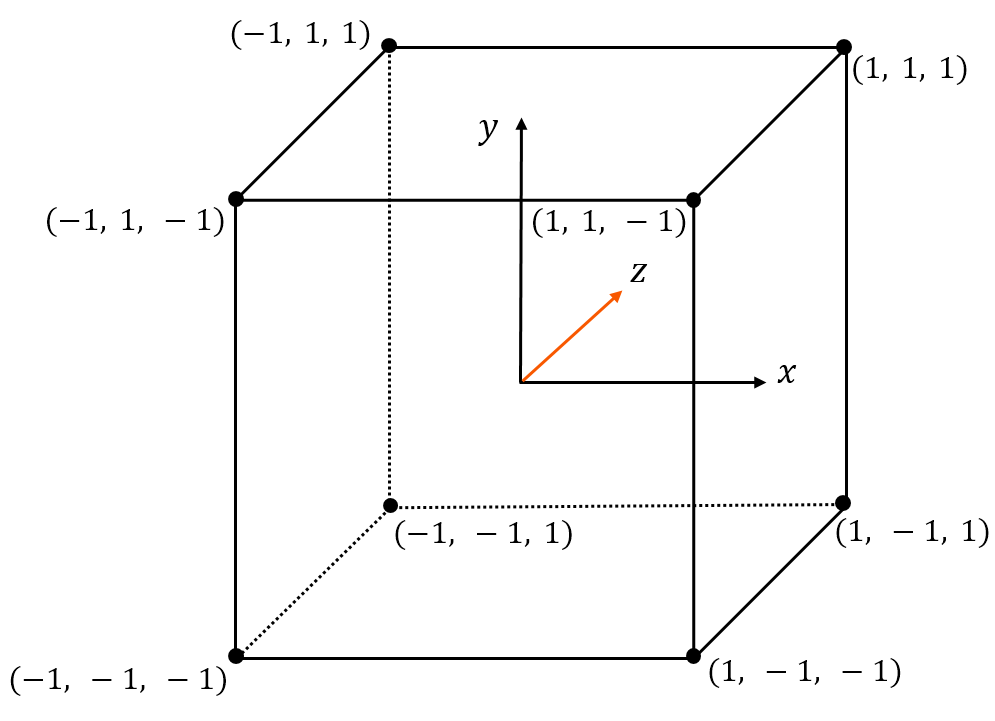 (−1, 1, 1)
(1, 1, 1)
y
(−1, 1, −1)
(1, 1, −1)
z
x
(−1, −1, 1)
(1, −1, 1)
(−1, −1, −1)
(1, −1, −1)